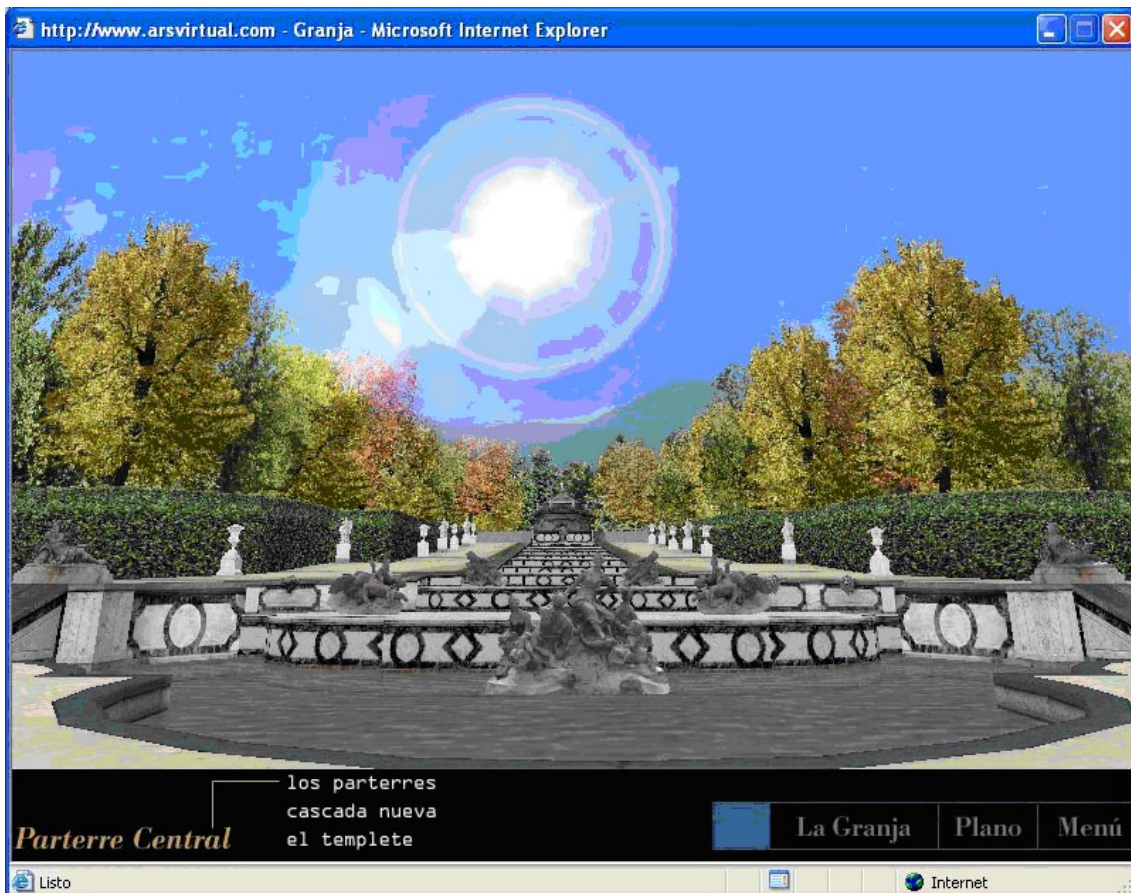 http://www.arsvirtual.com - Granja - Microsoft Internet Explorer
los parterres
cascada nueva
el templete
Parterre Central
La Granja
Plano
Menú
Listo
Internet